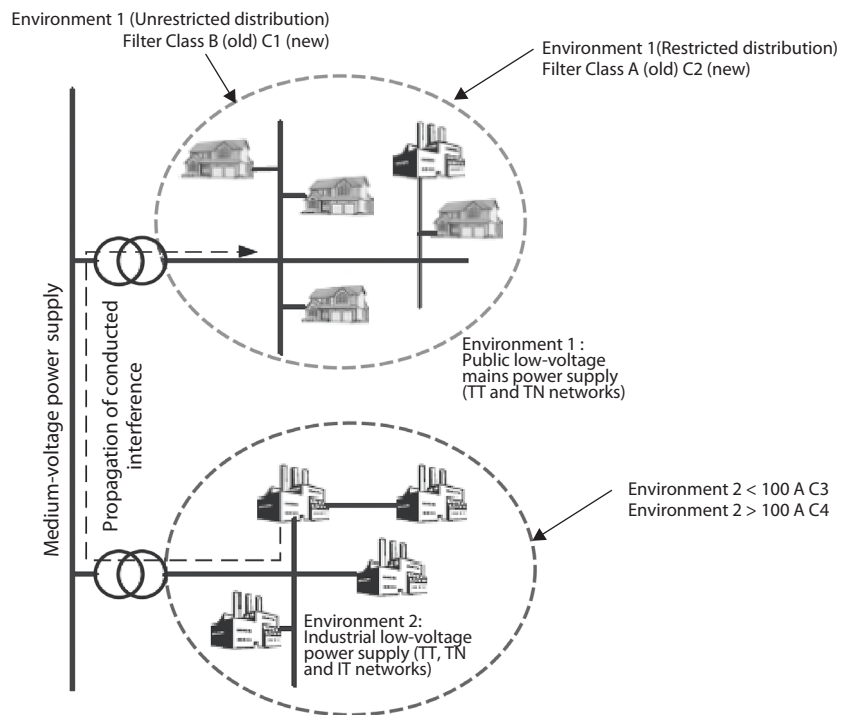 Environment 1 (Unrestricted distribution)
Filter Class B (old) C1 (new)
Environment 1(Restricted distribution)
Filter Class A (old) C2 (new)
Medium-voltage power supply
Propagation of conducted
interference
Environment 1 :
Public low-voltage
mains power supply
(TT and TN networks)
Environment 2 < 100 A C3
Environment 2 > 100 A C4
Environment 2:
Industrial low-voltage
power supply (TT, TN
and IT networks)